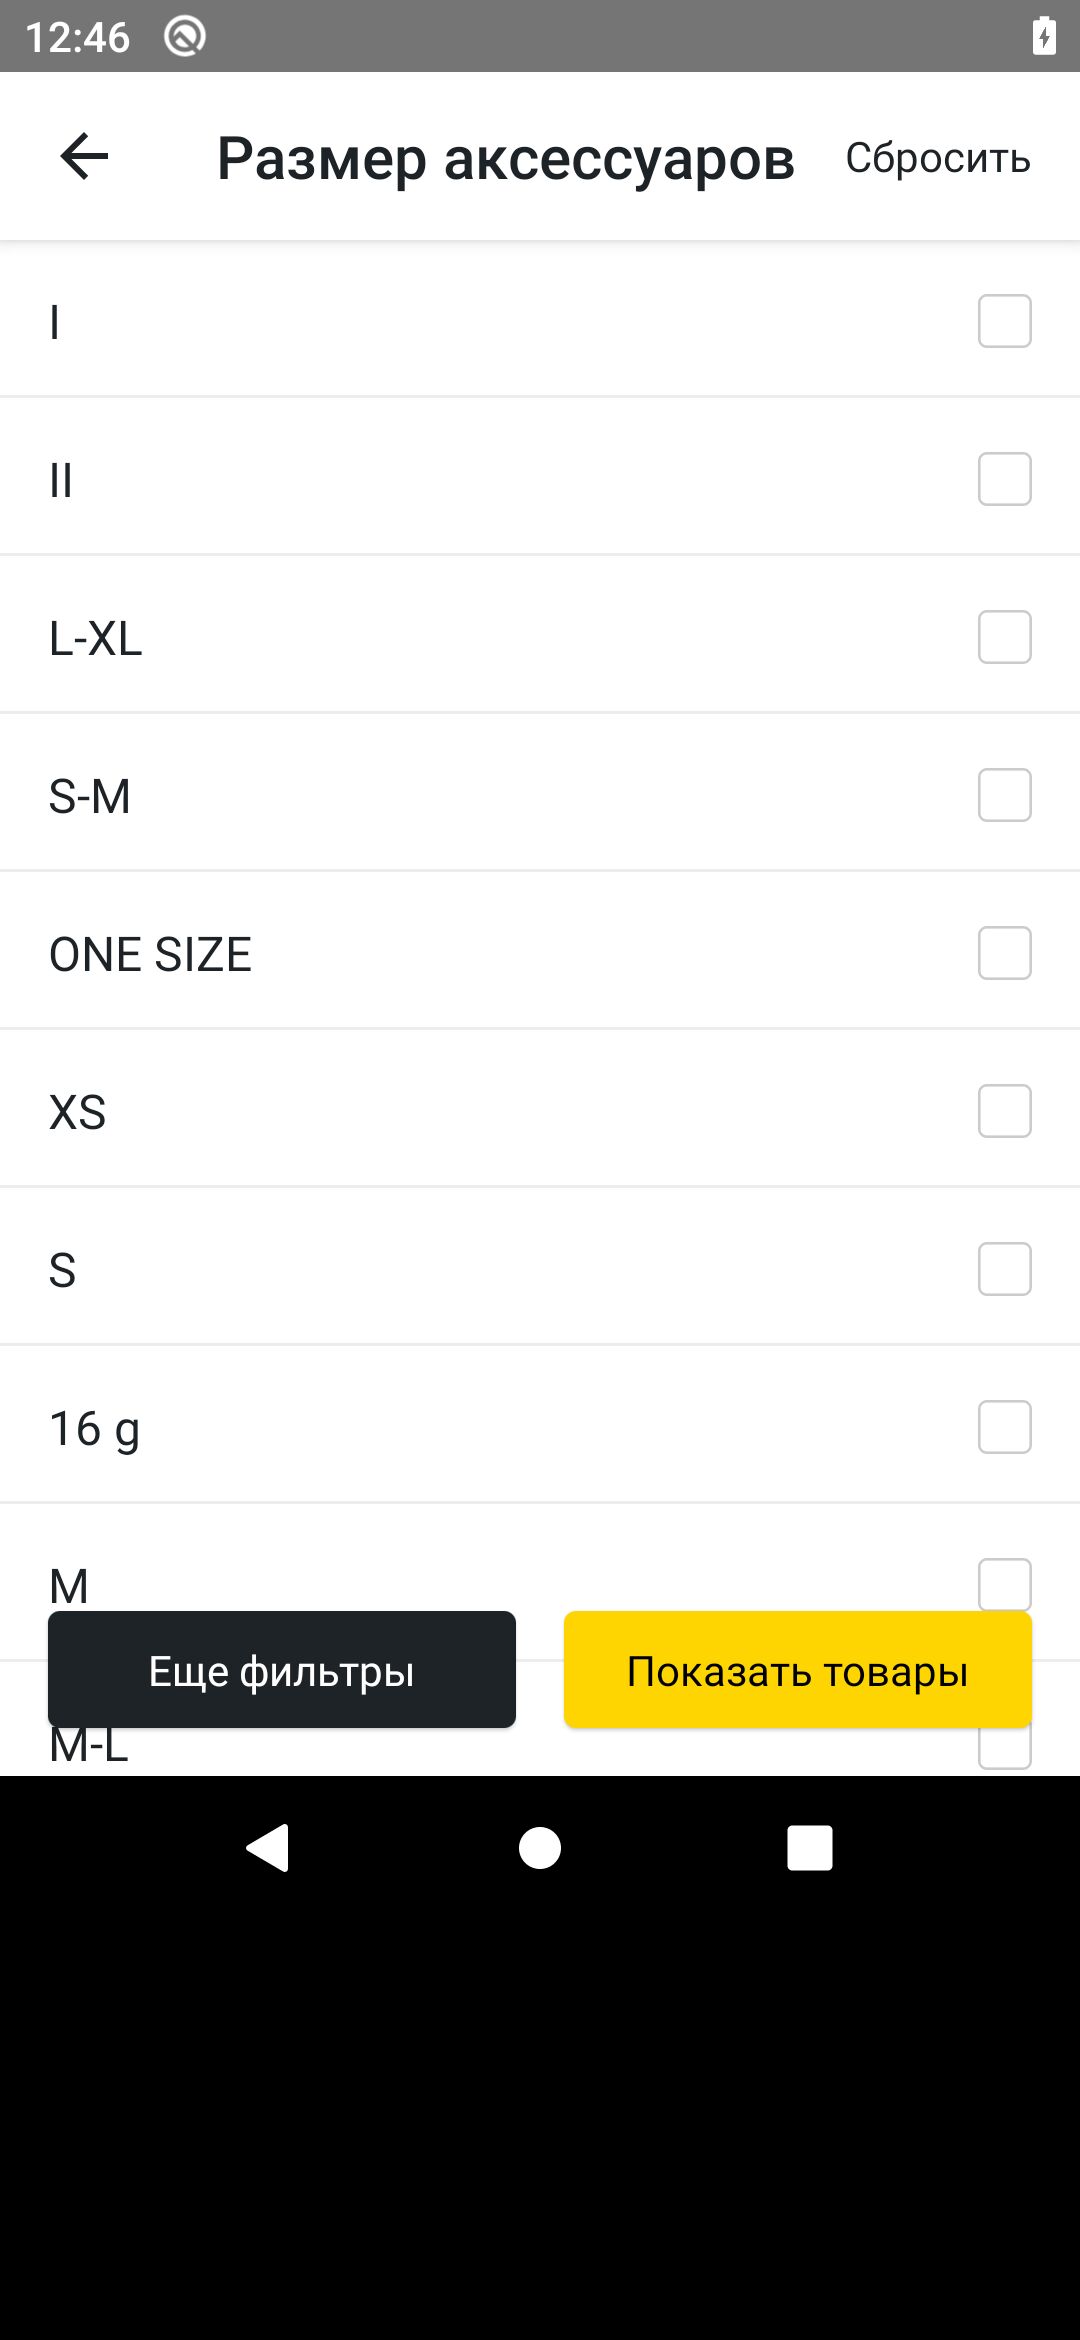 12:46
Размер аксессуаров
Сбросить
I
II
L-XL
S-M
ONE SIZE
XS
S
16 g
M
Еще фильтры
Показать товары
M-L